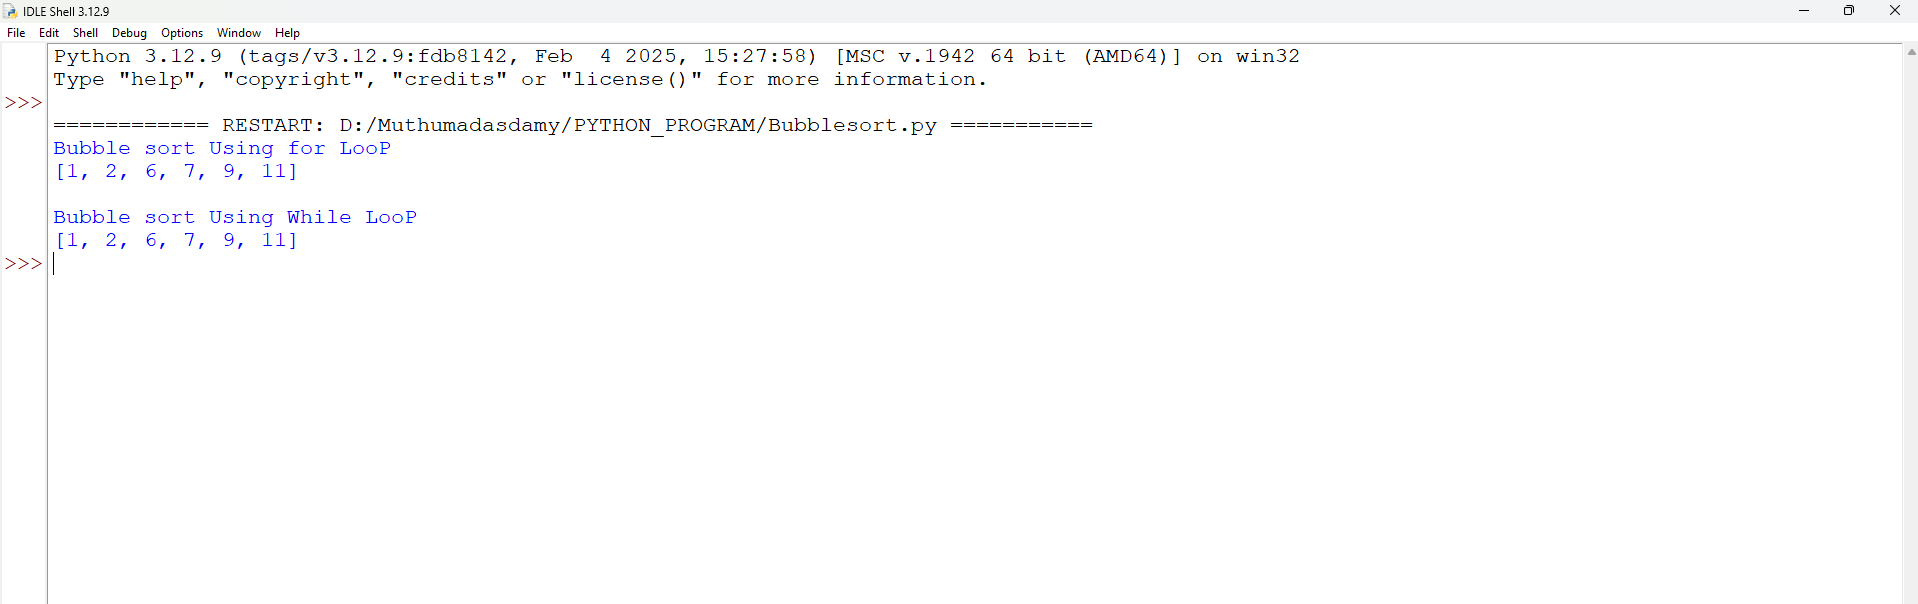 IDLE Shell 3.12.9
File Edit Shell Debug Options Window Help
Python 3.12.9 (tags/v3.12.9:fdb8142, Feb  4 2025, 15:27:58) [MSC v.1942 64 bit (AMD64)] on win32
Type "help", "copyright", "credits" or "license()" for more information.
>>>
============ RESTART: D:/Muthumadasdamy/PYTHON_PROGRAM/Bubblesort.py ===========
Bubble sort Using for LooP
[1, 2, 6, 7, 9, 11]
Bubble sort Using While LooP
[1, 2, 6, 7, 9, 11]
>>>